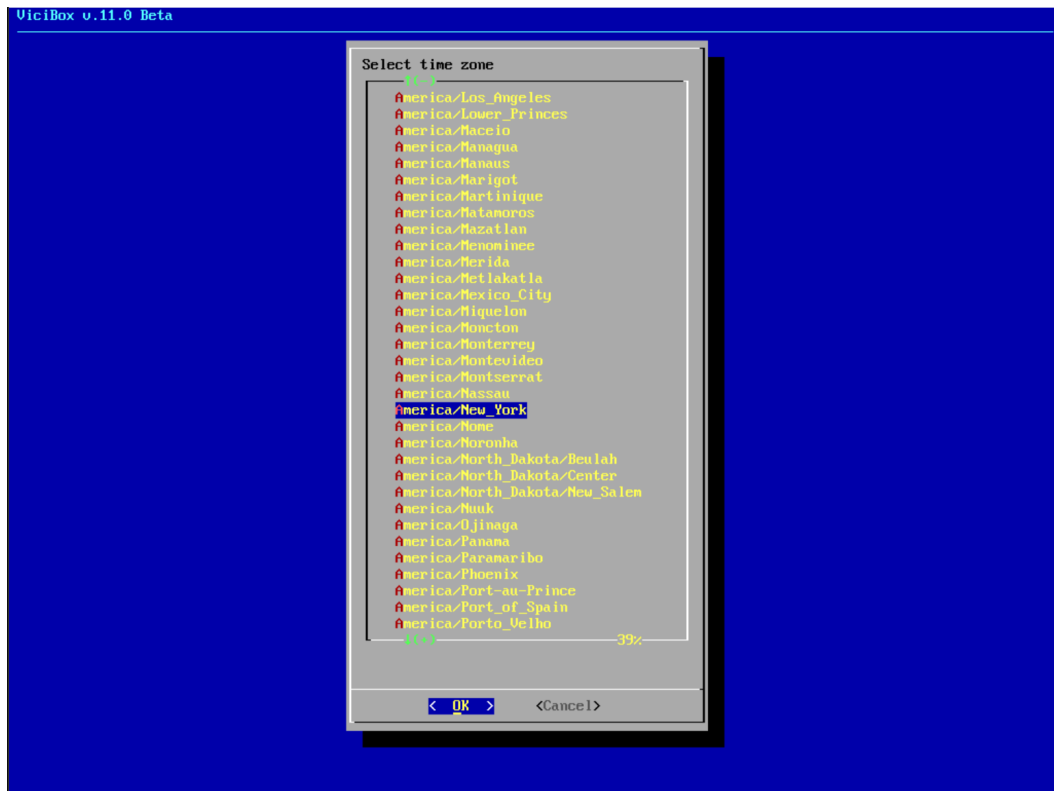 ViciBox v.11.0 Beta
Select time zone
↑(-)
America/Los_Angeles
America/Lower_Princes
America/Maceio
America/Managua
America/Manaus
America/Marigot
America/Martinique
America/Matamoros
America/Mazatlan
America/Menominee
America/Merida
America/Metlakatla
America/Mexico_City
America/Miquelon
America/Moncton
America/Monterrey
America/Montevideo
America/Montserrat
America/Nassau
America/New_York
America/Nome
America/Noronha
America/North_Dakota/Beulah
America/North_Dakota/Center
America/North_Dakota/New_Salem
America/Nuuk
America/Ojinaga
America/Panama
America/Paramaribo
America/Phoenix
America/Port-au-Prince
America/Port_of_Spain
America/Porto_Velho
↓(+) 39%
< OK > <Cancel>